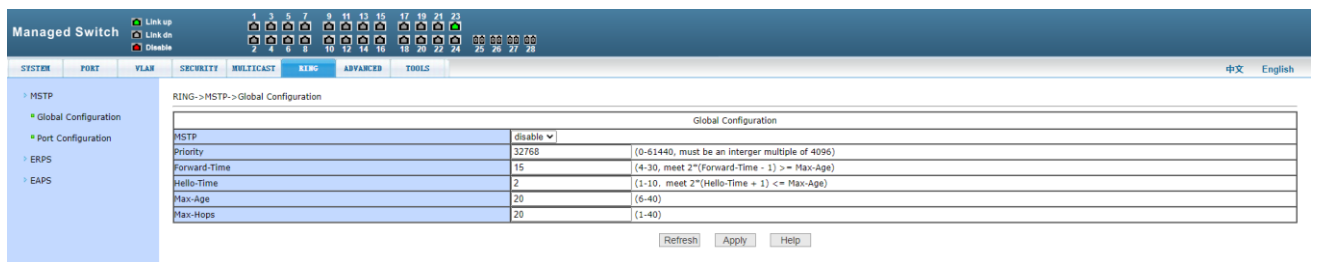 Managed Switch
Link up
Link dn
Disable
1 3 5 7 9 11 13 15 17 19 21 23
2 4 6 8 10 12 14 16 18 20 22 24 25 26 27 28
SYSTEM PORT VLAN SECURITY MULTICAST RING ADVANCED TOOLS 中文 English
MSTP
Global Configuration
Port Configuration
ERPS
EAPS
RING->MSTP->Global Configuration
Global Configuration
MSTP disable
Priority 32768 (0-61440, must be an interger multiple of 4096)
Forward-Time 15 (4-30, meet 2*(Forward-Time - 1) >= Max-Age)
Hello-Time 2 (1-10. meet 2*(Hello-Time + 1) <= Max-Age)
Max-Age 20 (6-40)
Max-Hops 20 (1-40)
Refresh Apply Help